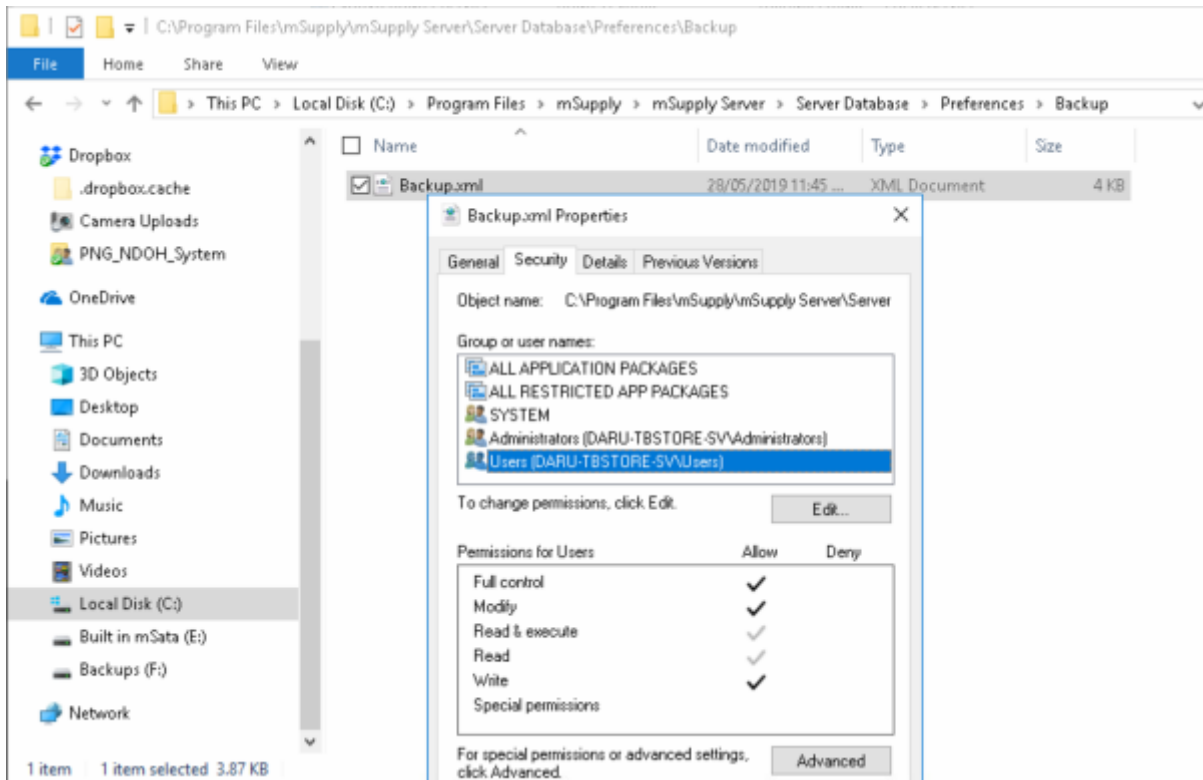 C:\Program Files\mSupply\mSupply Server\Server Database\Preferences\Backup
File Home Share View
This PC > Local Disk (C:) > Program Files > mSupply > mSupply Server > Server Database > Preferences > Backup
Name Date modified Type Size
Backup.xml 28/05/2019 11:45 ... XML Document 4 KB
Dropbox
.dropbox.cache
Camera Uploads
PNG_NDOH_System
OneDrive
This PC
3D Objects
Desktop
Documents
Downloads
Music
Pictures
Videos
Local Disk (C:)
Built in mSata (E:)
Backups (F:)
Network
1 item 1 item selected 3.87 KB
Backup.xml Properties
General Security Details Previous Versions
Object name: C:\Program Files\mSupply\mSupply Server\Server
Group or user names:
ALL APPLICATION PACKAGES
ALL RESTRICTED APP PACKAGES
SYSTEM
Administrators (DARU-TBSTORE-SV\Administrators)
Users (DARU-TBSTORE-SV\Users)
To change permissions, click Edit. Edit...
Permissions for Users Allow Deny
Full control
Modify
Read & execute
Read
Write
Special permissions
For special permissions or advanced settings, Advanced
click Advanced.